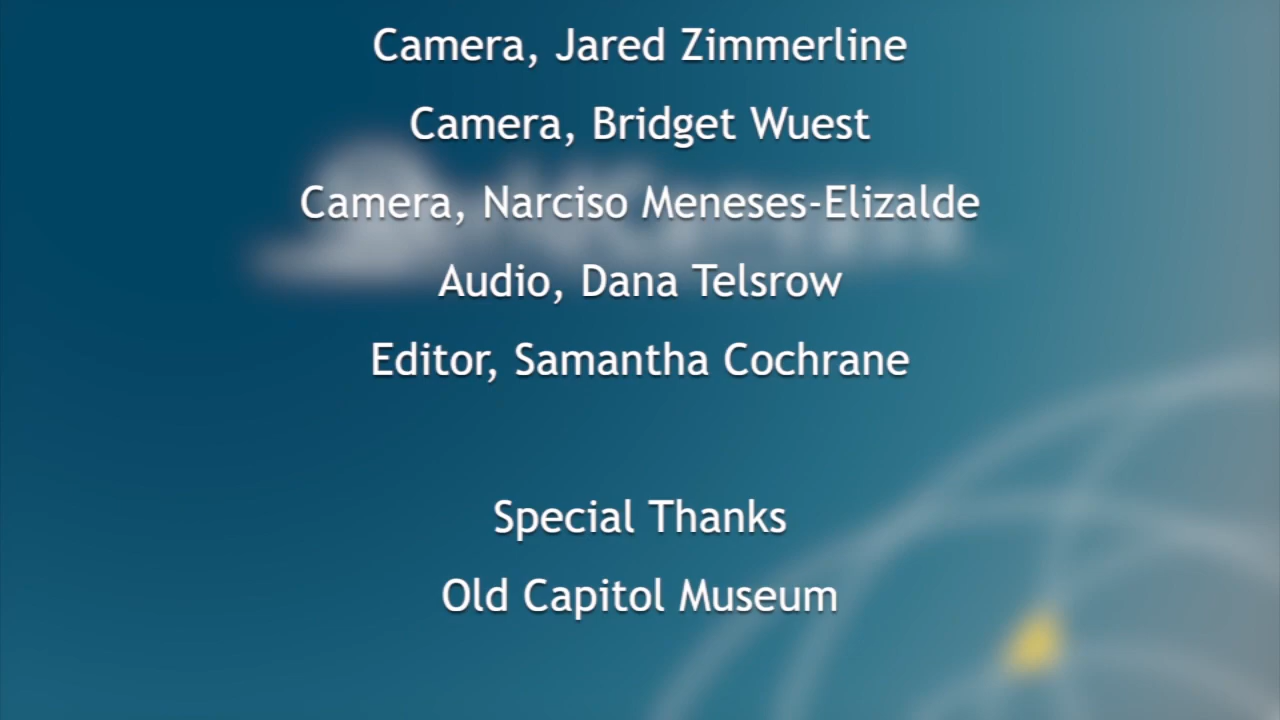 Camera, Jared Zimmerline
Camera, Bridget Wuest
Camera, Narciso Meneses-Elizalde
Audio, Dana Telsrow
Editor, Samantha Cochrane
Special Thanks
Old Capitol Museum